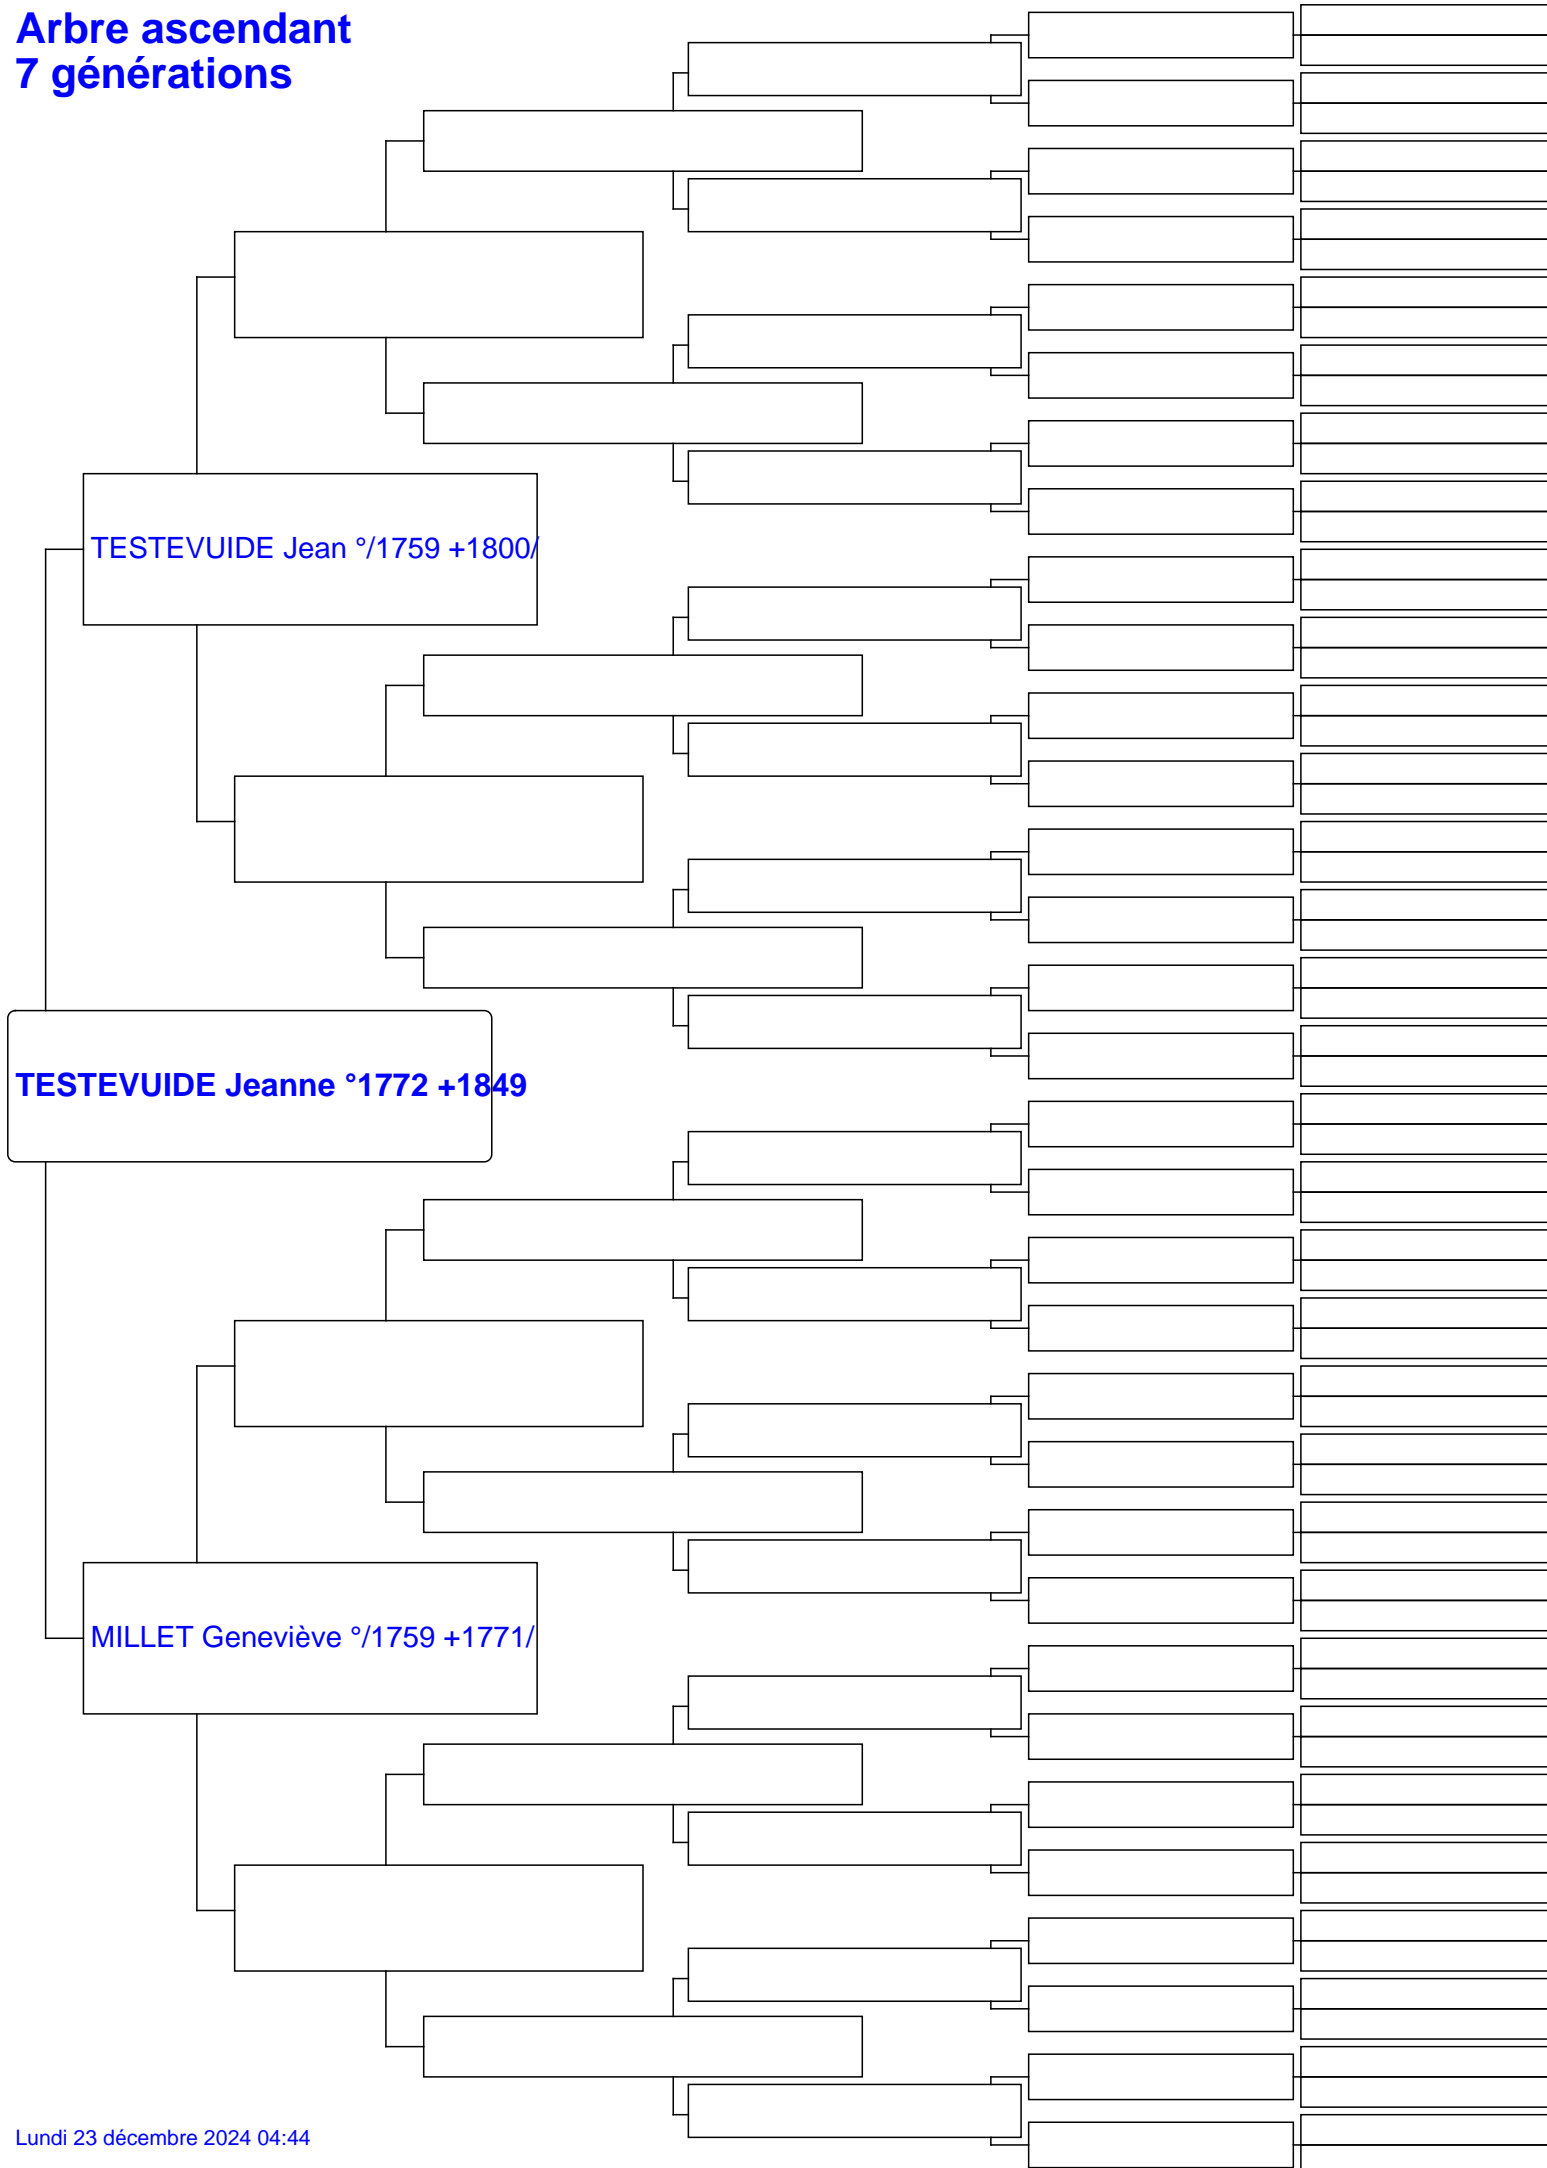 Arbre ascendant
7 générations
TESTEVUIDE Jean °/1759 +1800/
TESTEVUIDE Jeanne °1772 +1849
MILLET Geneviève °/1759 +1771/
Lundi 23 décembre 2024 04:44